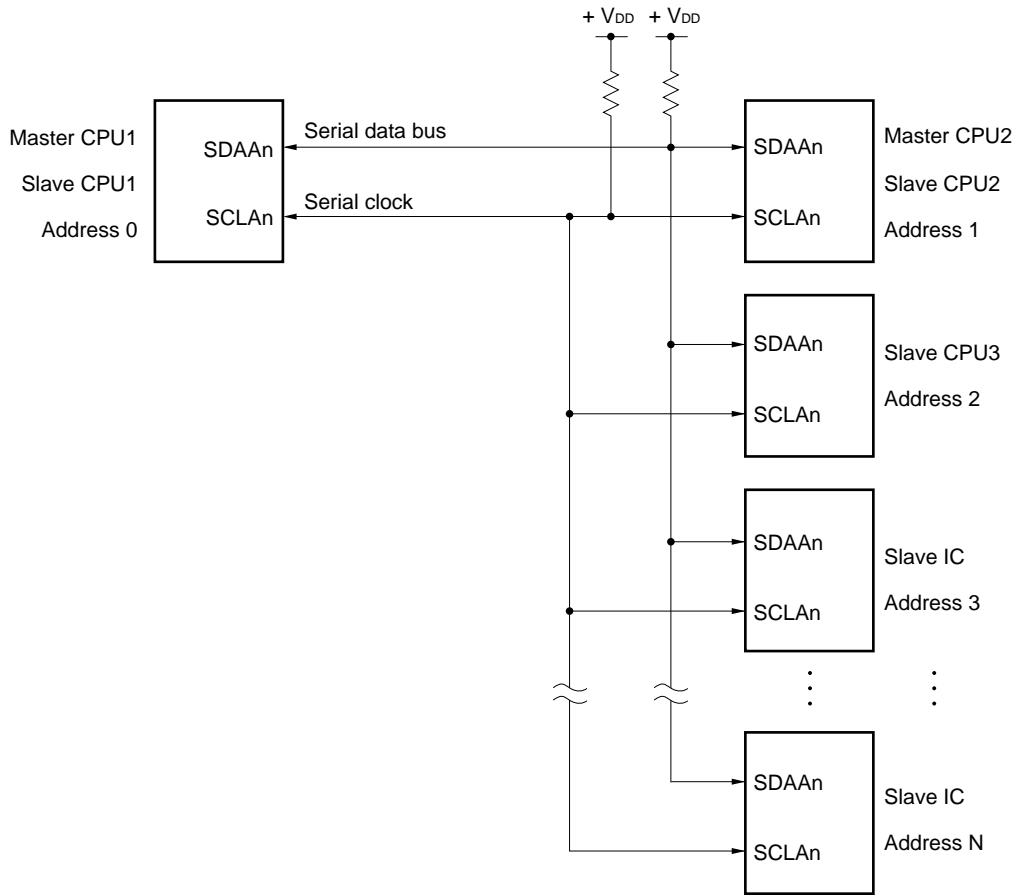 + VDD + VDD
Master CPU1
Slave CPU1
Address 0
SDAAn
SCLAn
Serial data bus
Serial clock
SDAAn
SCLAn
Master CPU2
Slave CPU2
Address 1
SDAAn
SCLAn
Slave CPU3
Address 2
SDAAn
SCLAn
Slave IC
Address 3
SDAAn
SCLAn
Slave IC
Address N